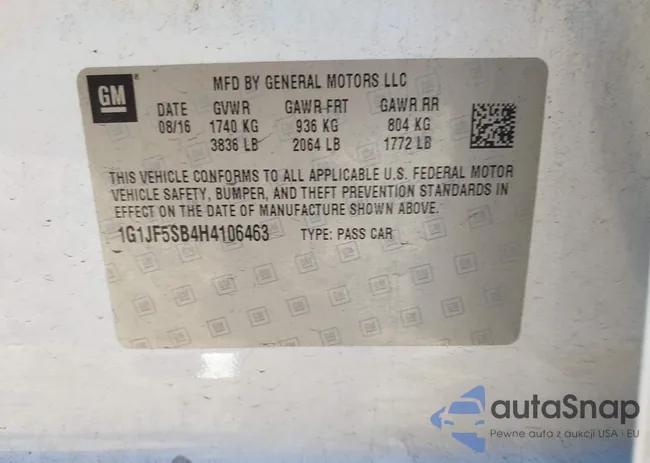 GM
MFD BY GENERAL MOTORS LLC
DATE GVWR GAWR FRT GAWR RR
08/16 1740 KG 936 KG 804 KG
3836 LB 2064 LB 1772 LB
THIS VEHICLE CONFORMS TO ALL APPLICABLE U.S. FEDERAL MOTOR
VEHICLE SAFETY, BUMPER, AND THEFT PREVENTION STANDARDS IN
EFFECT ON THE DATE OF MANUFACTURE SHOWN ABOVE.
1G1JF5SB4H4106463 TYPE: PASS CAR
autoSnap
Pewne auta z aukcji USA i EU